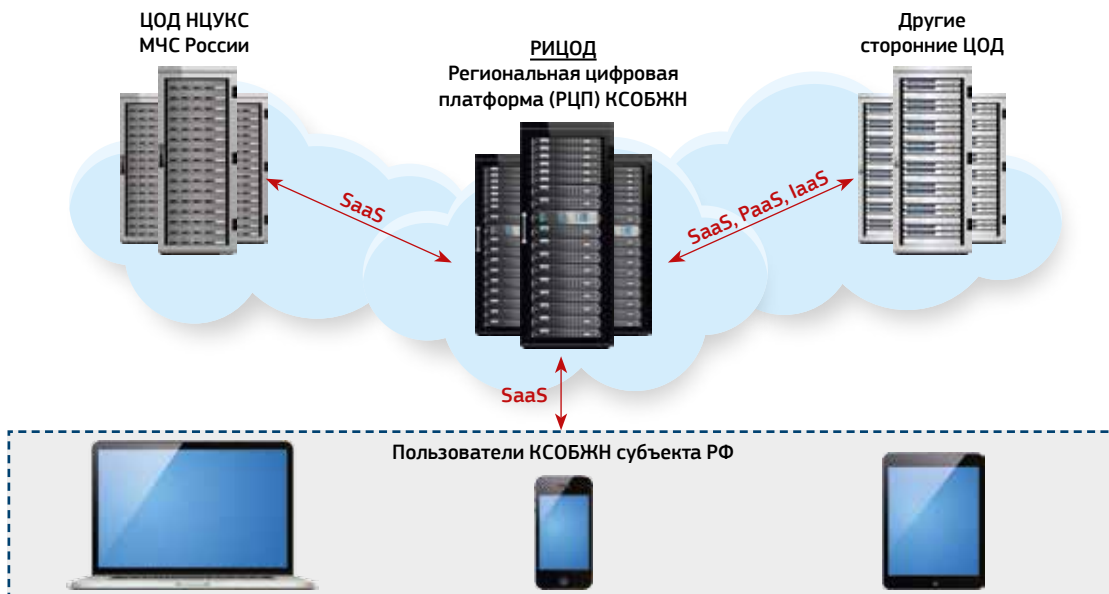 ЦОД НЦУКС
МЧС России
РИЦОД
Региональная цифровая
платформа (РЦП) КСОБЖН
Другие
сторонние ЦОД
SaaS
SaaS, PaaS, IaaS
SaaS
Пользователи КСОБЖН субъекта РФ